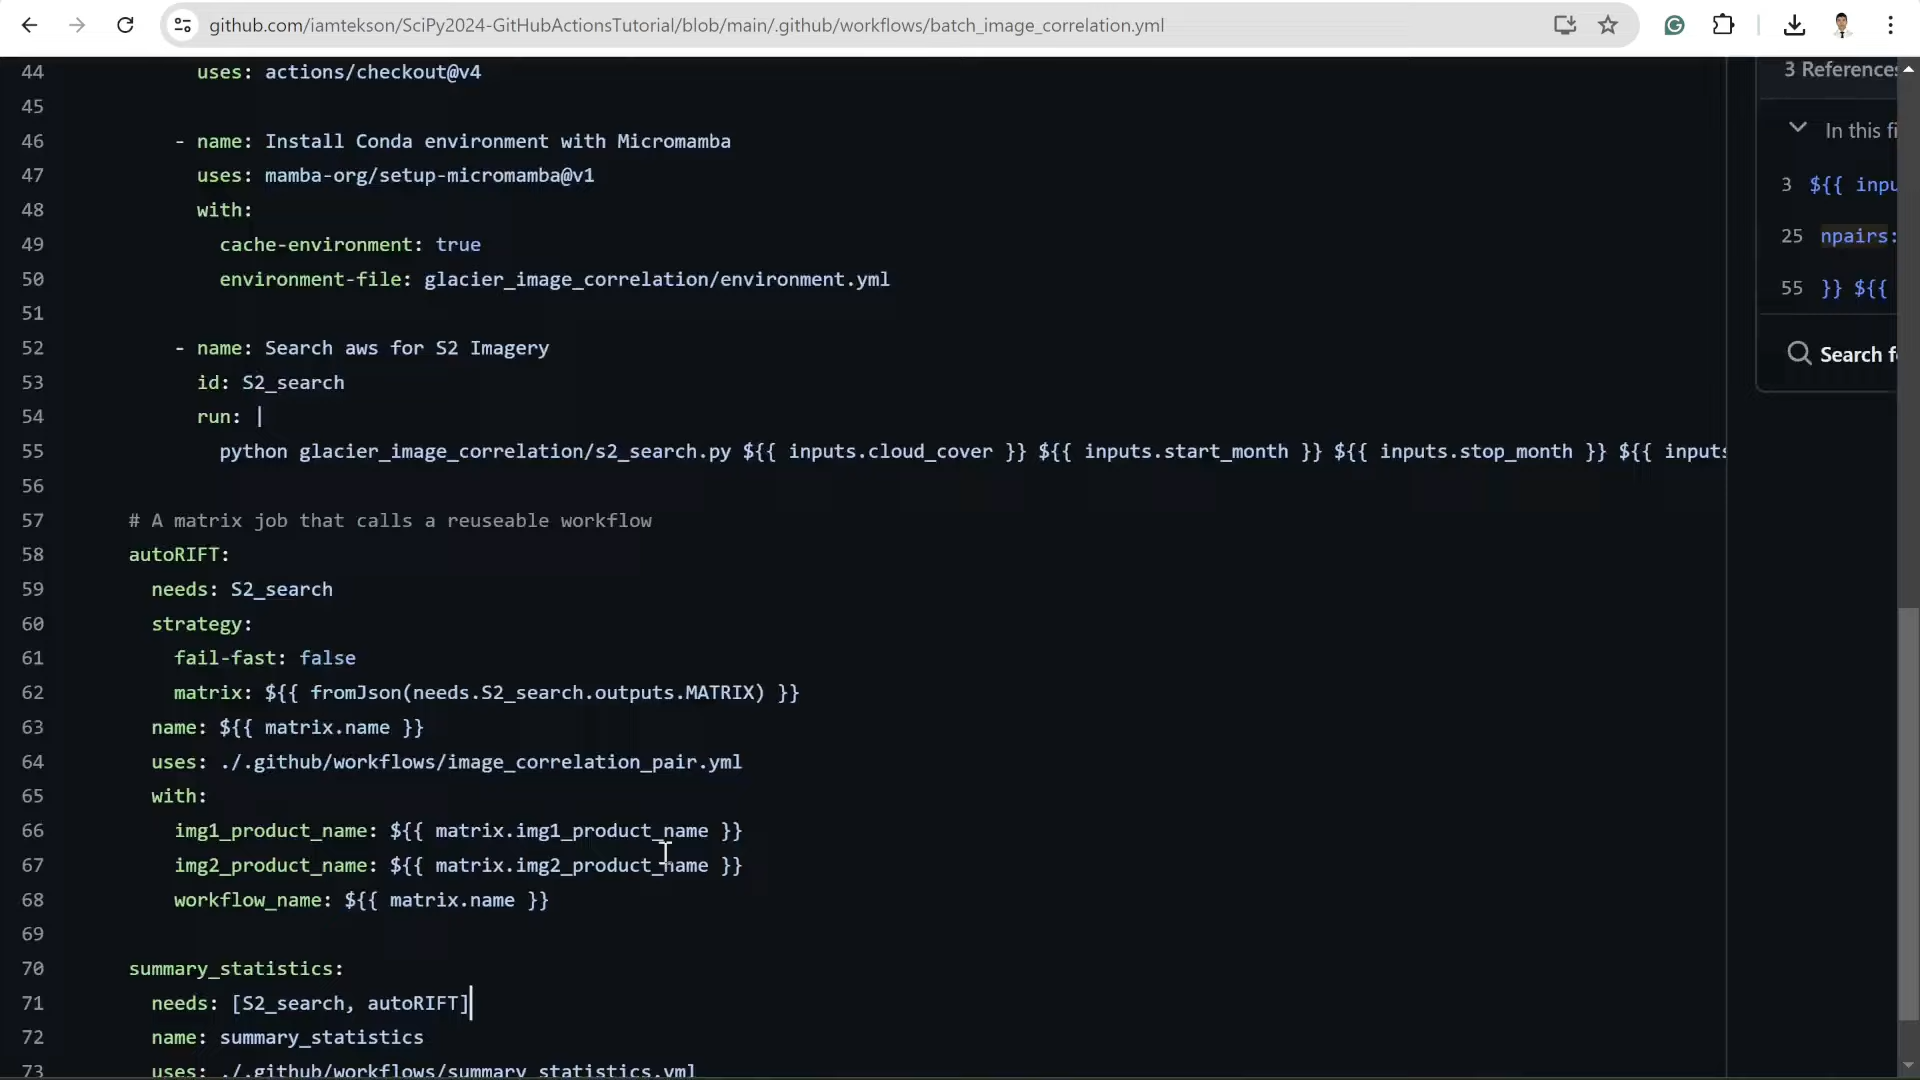 github.com/iamtekson/SciPy2024-GitHubActionsTutorial/blob/main/.github/workflows/batch_image_correlation.yml
44 uses: actions/checkout@v4
45
46 - name: Install Conda environment with Micromamba
47 uses: mamba-org/setup-micromamba@v1
48 with:
49 cache-environment: true
50 environment-file: glacier_image_correlation/environment.yml
51
52 - name: Search aws for S2 Imagery
53 id: S2_search
54 run: |
55 python glacier_image_correlation/s2_search.py ${{ inputs.cloud_cover }} ${{ inputs.start_month }} ${{ inputs.stop_month }} ${{ inputs
56
57 # A matrix job that calls a reuseable workflow
58 autoRIFT:
59 needs: S2_search
60 strategy:
61 fail-fast: false
62 matrix: ${{ fromJson(needs.S2_search.outputs.MATRIX) }}
63 name: ${{ matrix.name }}
64 uses: ./.github/workflows/image_correlation_pair.yml
65 with:
66 img1_product_name: ${{ matrix.img1_product_name }}
67 img2_product_name: ${{ matrix.img2_product_name }}
68 workflow_name: ${{ matrix.name }}
69
70 summary_statistics:
71 needs: [S2_search, autoRIFT]
72 name: summary_statistics
73 uses: ./.github/workflows/summary_statistics.yml
3 References
In this fi
3 ${{ inpu
25 npairs:
55 }} ${{
Search f